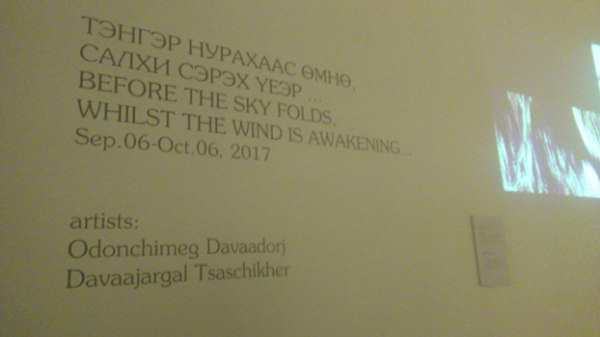 ТЭНГЭР НУРАХААС ӨМНӨ,
САЛХИ СЭРЭХ ҮЕЭР ...
BEFORE THE SKY FOLDS,
WHILST THE WIND IS AWAKENING...
Sep.06-Oct.06, 2017
artists:
Odonchimeg Davaadorj
Davaajargal Tsaschikher